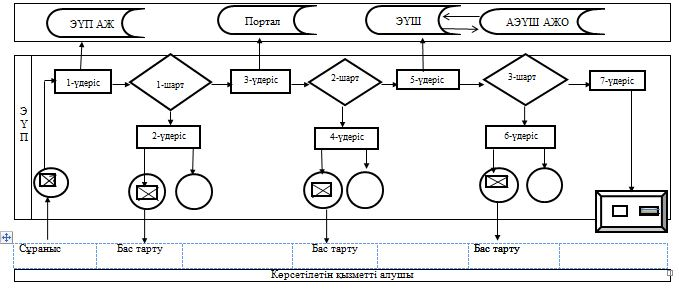 ЭҮП АЖ
Портал
ЭҮШ
АЭҮШ АЖО
Э
Ү
П
1-үдеріс
1-шарт
3-үдеріс
2-шарт
5-үдеріс
3-шарт
7-үдеріс
2-үдеріс
4-үдеріс
6-үдеріс
Сұраныс
Бас тарту
Бас тарту
Бас тарту
Көрсетілетін қызметті алушы